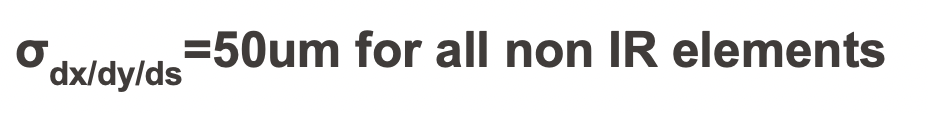 σdx/dy/ds=50um for all non IR elements